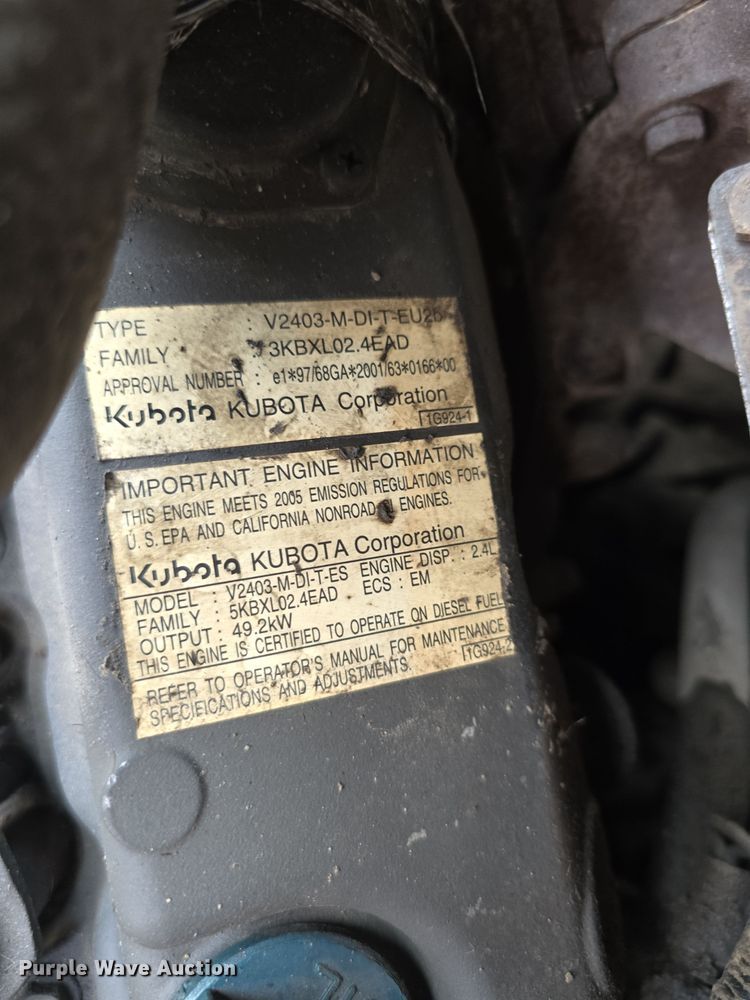 TYPE : V2403-M-DI-T-EU26
FAMILY : 3KBXL02.4EAD
APPROVAL NUMBER : e1*97/68GA*2001/63*0166*00
Kubota KUBOTA Corporation
1G924-1
IMPORTANT ENGINE INFORMATION
THIS ENGINE MEETS 2005 EMISSION REGULATIONS FOR
U.S.EPA AND CALIFORNIA NONROAD ENGINES.
Kubota KUBOTA Corporation
MODEL : V2403-M-DI-T-ES ENGINE DISP. : 2.4L
FAMILY : 5KBXL02.4EAD ECS : EM
OUTPUT : 49.2kW
THIS ENGINE IS CERTIFIED TO OPERATE ON DIESEL FUEL
REFER TO OPERATOR'S MANUAL FOR MAINTENANCE
SPECIFICATIONS AND ADJUSTMENTS.
1G924-2
Purple Wave Auction